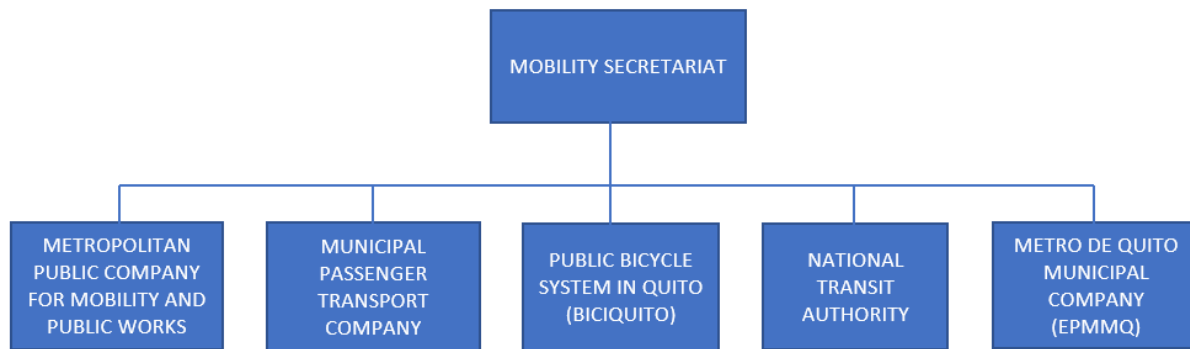 MOBILITY SECRETARIAT
METROPOLITAN
PUBLIC COMPANY
FOR MOBILITY AND
PUBLIC WORKS
MUNICIPAL
PASSENGER
TRANSPORT
COMPANY
PUBLIC BICYCLE
SYSTEM IN QUITO
(BICIQUITO)
NATIONAL
TRANSIT
AUTHORITY
METRO DE QUITO
MUNICIPAL
COMPANY
(EPMMQ)